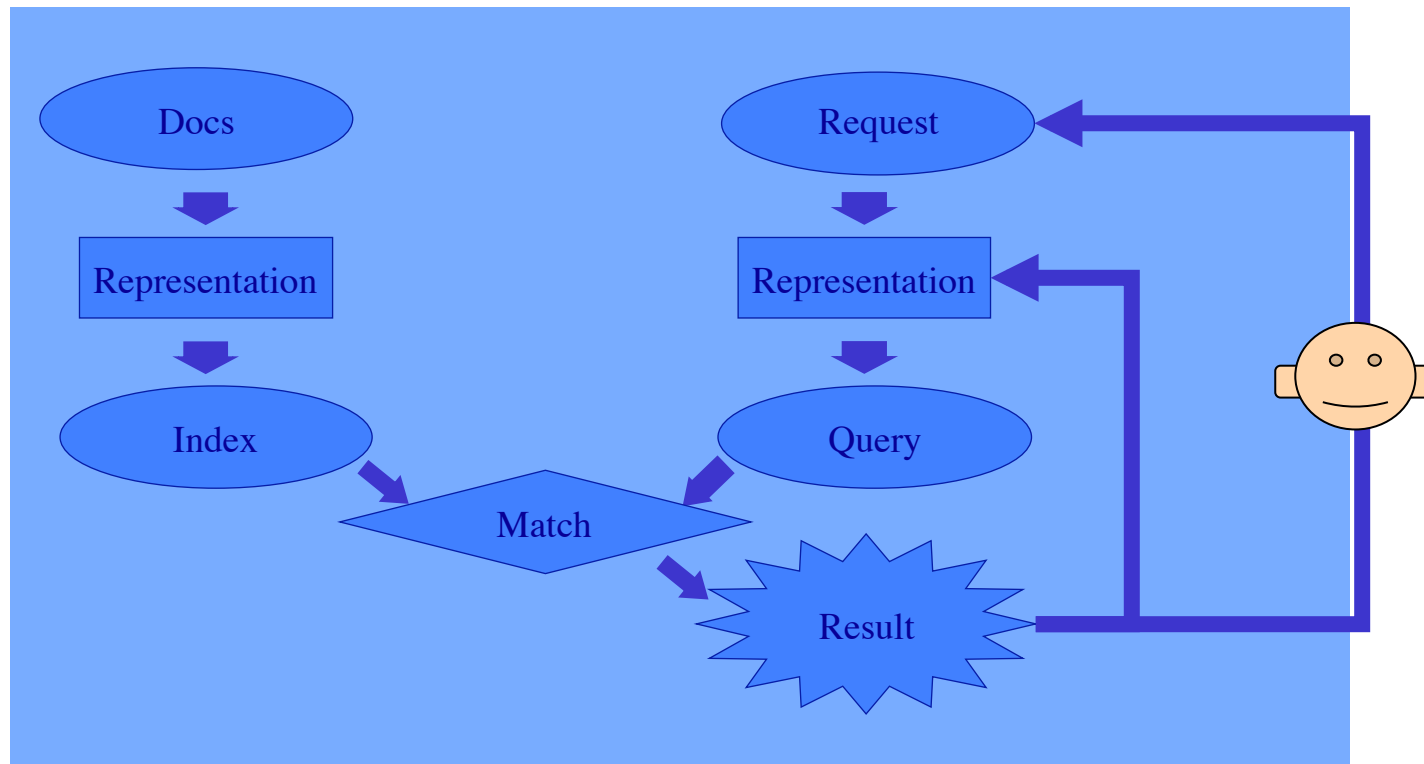 Docs
Request
Representation
Representation
Index
Query
Match
Result